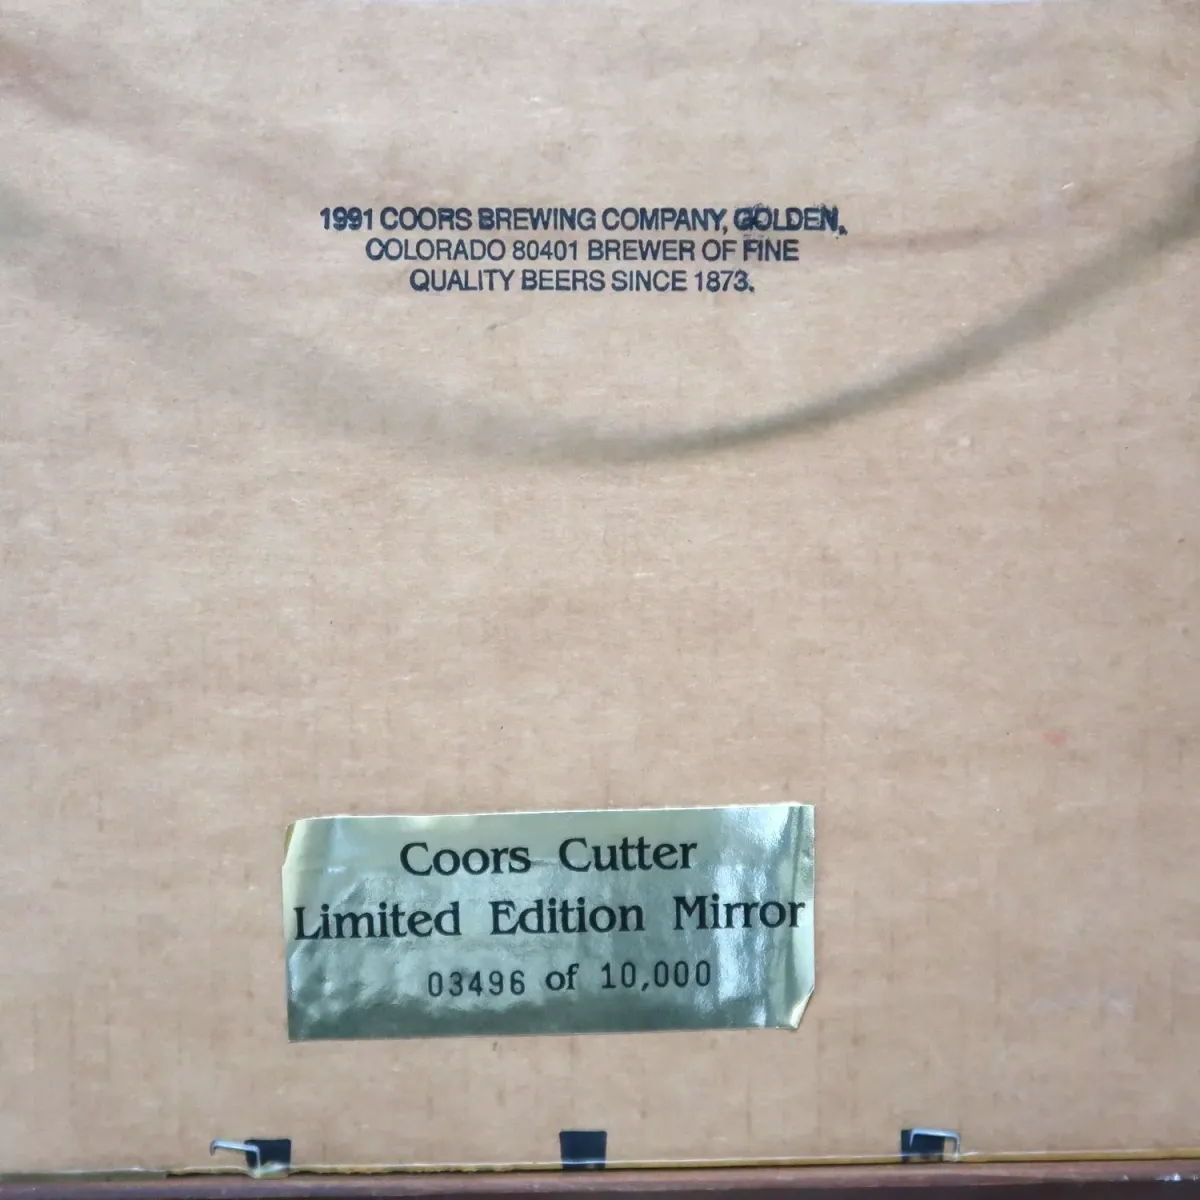 1991 COORS BREWING COMPANY, GOLDEN,
COLORADO 80401 BREWER OF FINE
QUALITY BEERS SINCE 1873.
Coors Cutter
Limited Edition Mirror
03496 of 10,000